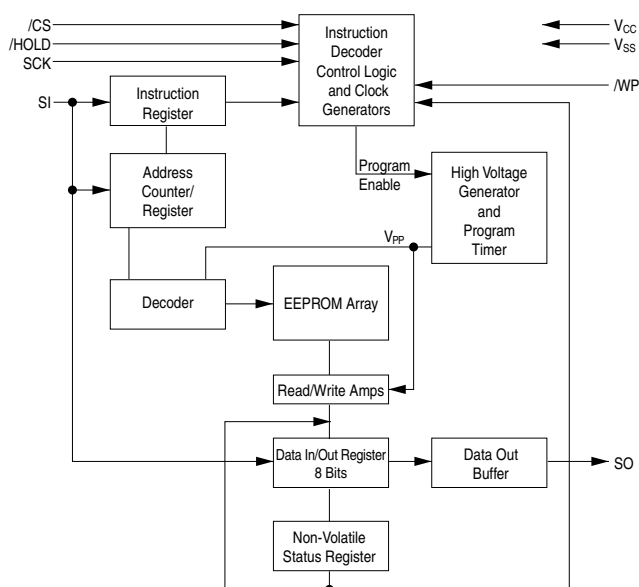 /CS
/HOLD
SCK
SI
Instruction
Decoder
Control Logic
and Clock
Generators
VCC
VSS
/WP
Instruction
Register
Address
Counter/
Register
Program
Enable
High Voltage
Generator
and
Program
Timer
VPP
Decoder
EEPROM Array
Read/Write Amps
Data In/Out Register
8 Bits
Data Out
Buffer
SO
Non-Volatile
Status Register